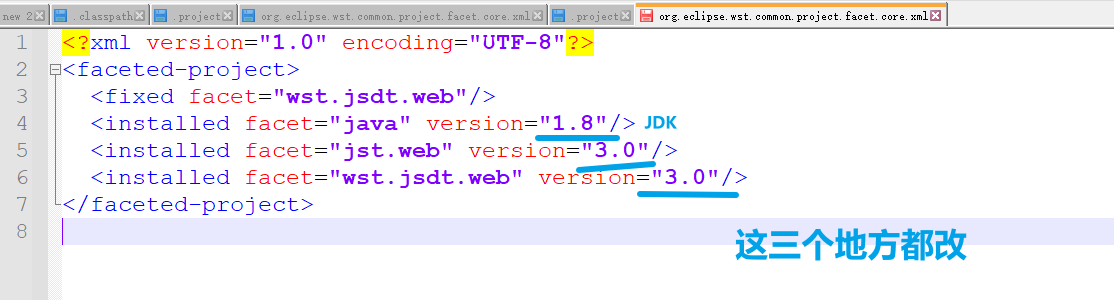 new 2 .classpath .project org.eclipse.wst.common.project.facet.core.xml .project org.eclipse.wst.common.project.facet.core.xml
1 <?xml version="1.0" encoding="UTF-8"?>
2 <faceted-project>
3 <fixed facet="wst.jsdt.web"/>
4 <installed facet="java" version="1.8"/> JDK
5 <installed facet="jst.web" version="3.0"/>
6 <installed facet="wst.jsdt.web" version="3.0"/>
7 </faceted-project>
8
这三个地方都改